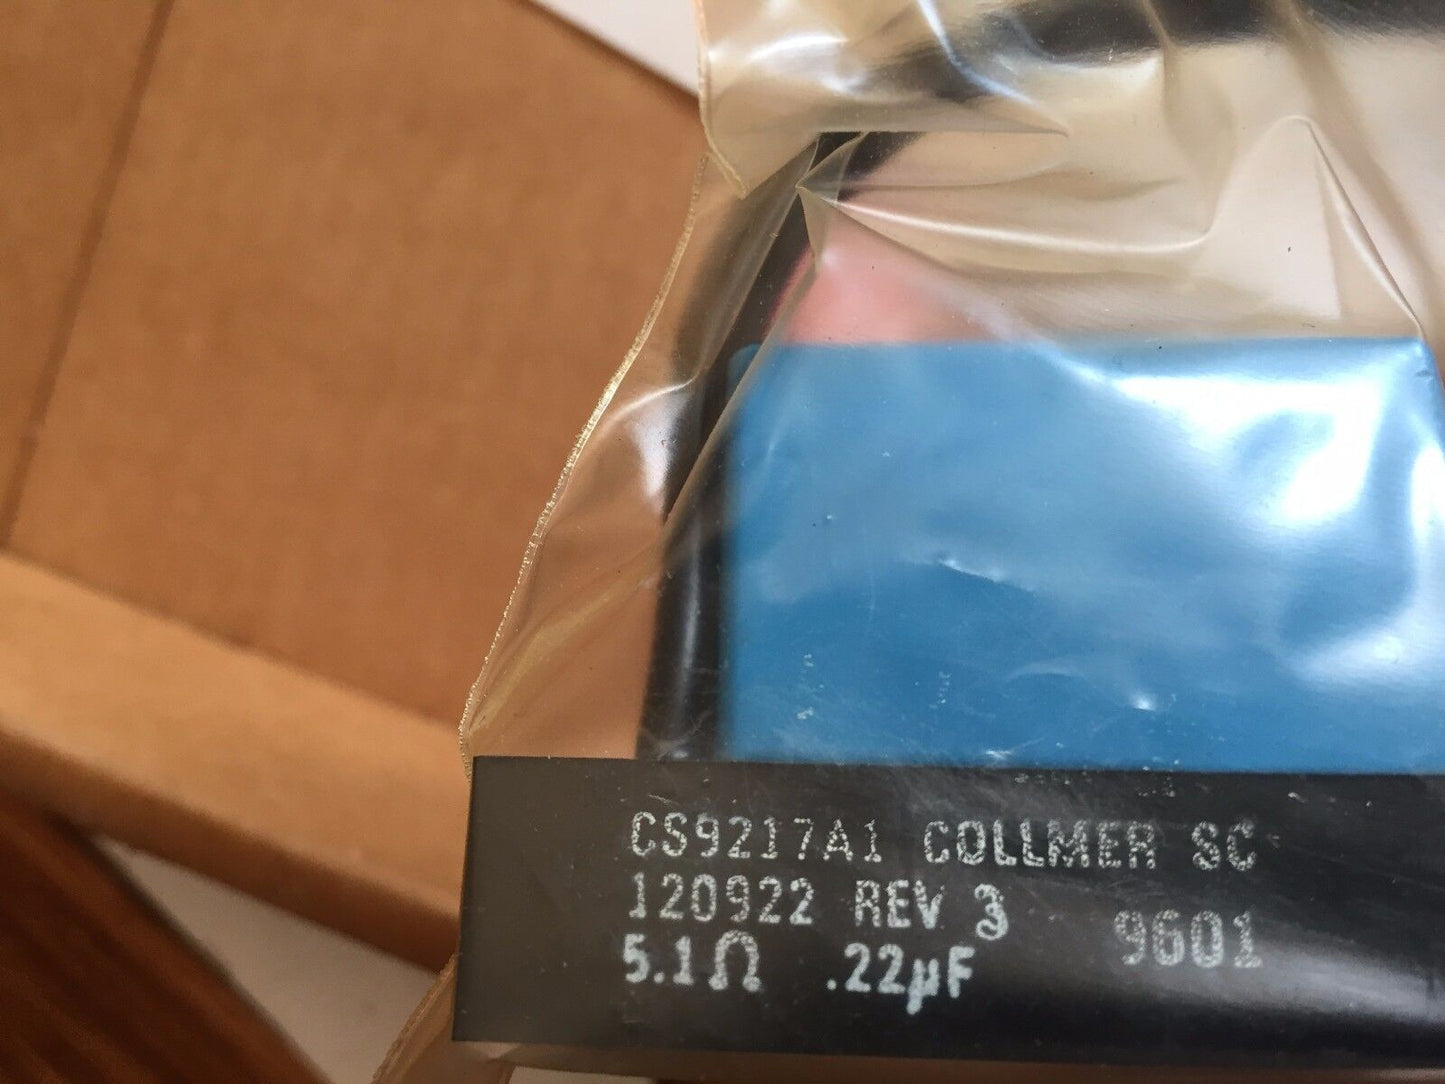 CS9217A1 COLLMER SC
120922 REV 3
9601
5.1Ω .22µF